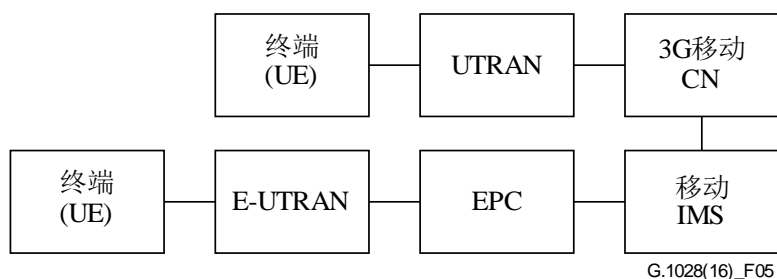 终端
(UE)
UTRAN
3G移动
CN
终端
(UE)
E-UTRAN
EPC
移动
IMS
G.1028(16)_F05